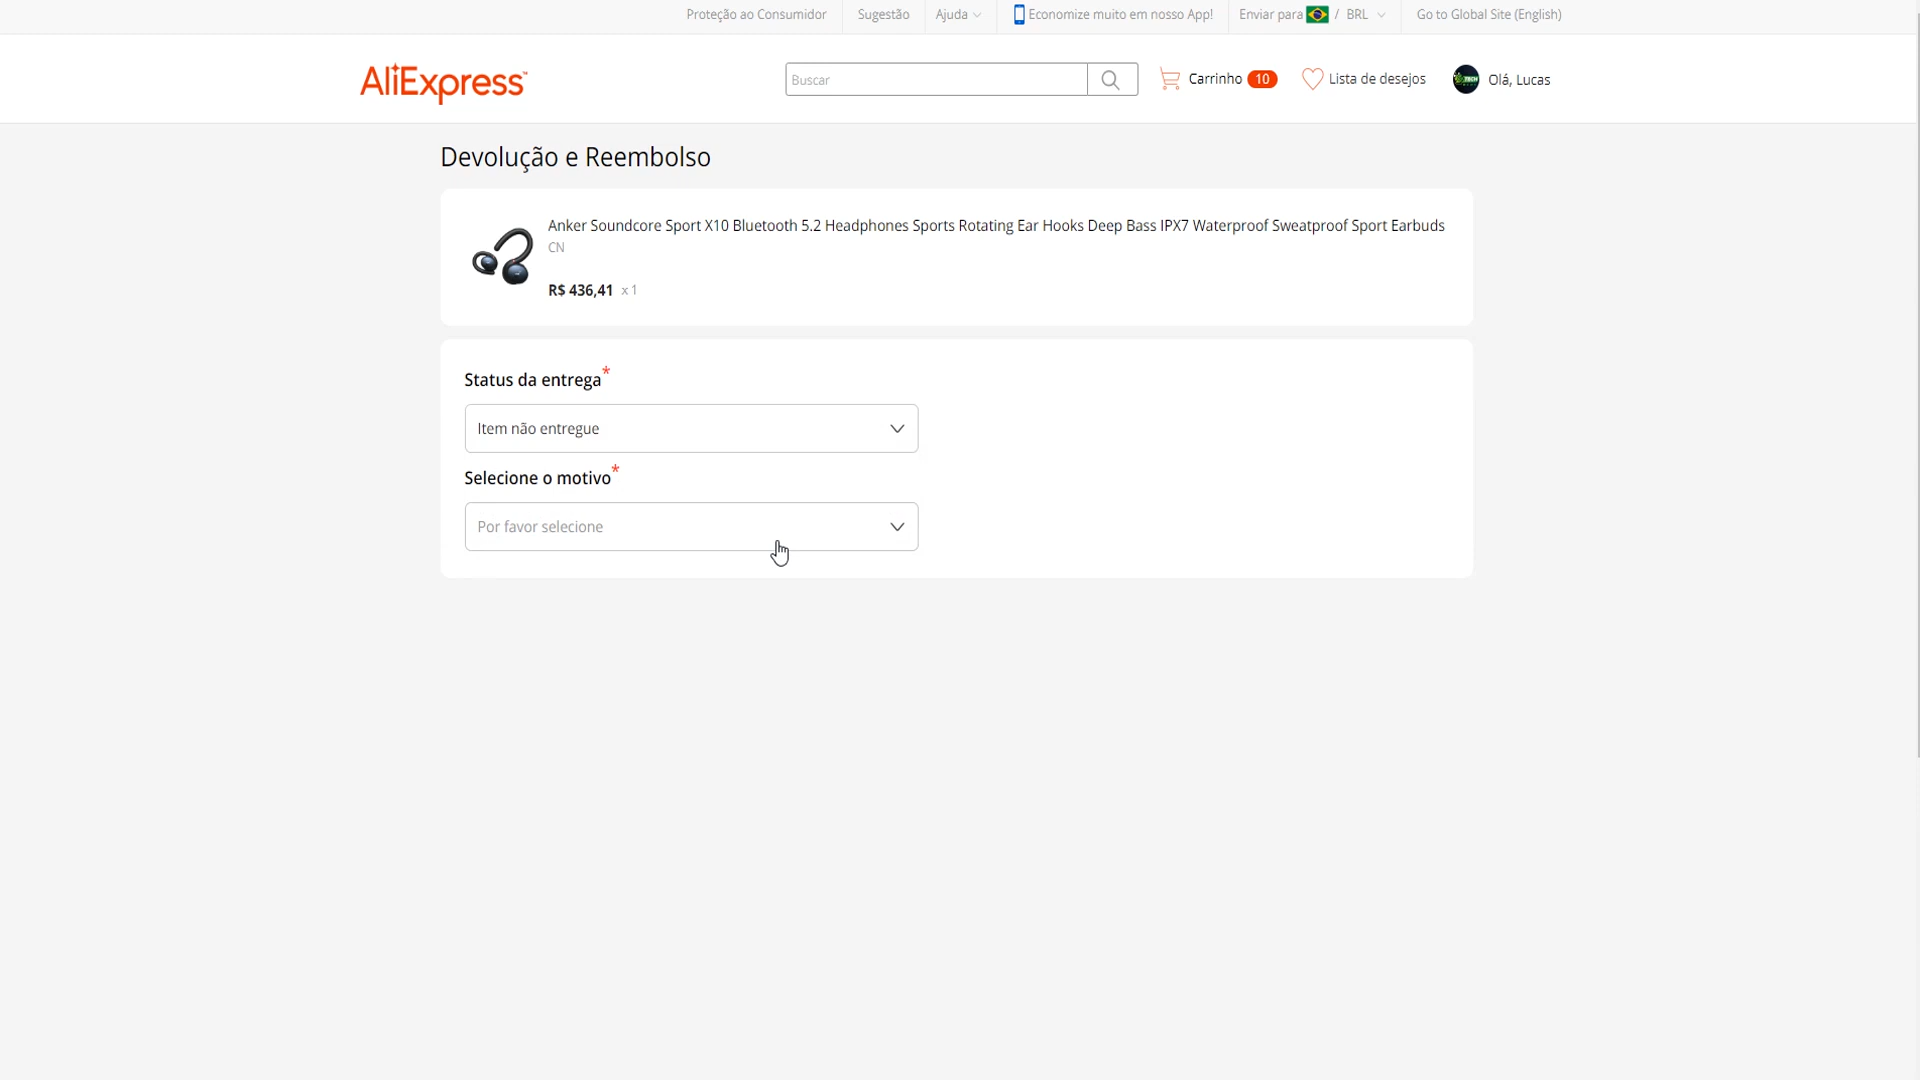 Proteção ao Consumidor
Sugestão
Ajuda
Economize muito em nosso App!
Enviar para / BRL
Go to Global Site (English)
AliExpress™
Buscar
Carrinho 10
Lista de desejos
TECH
Olá, Lucas
Devolução e Reembolso
Anker Soundcore Sport X10 Bluetooth 5.2 Headphones Sports Rotating Ear Hooks Deep Bass IPX7 Waterproof Sweatproof Sport Earbuds
CN
R$ 436,41 x 1
Status da entrega*
Item não entregue
Selecione o motivo*
Por favor selecione